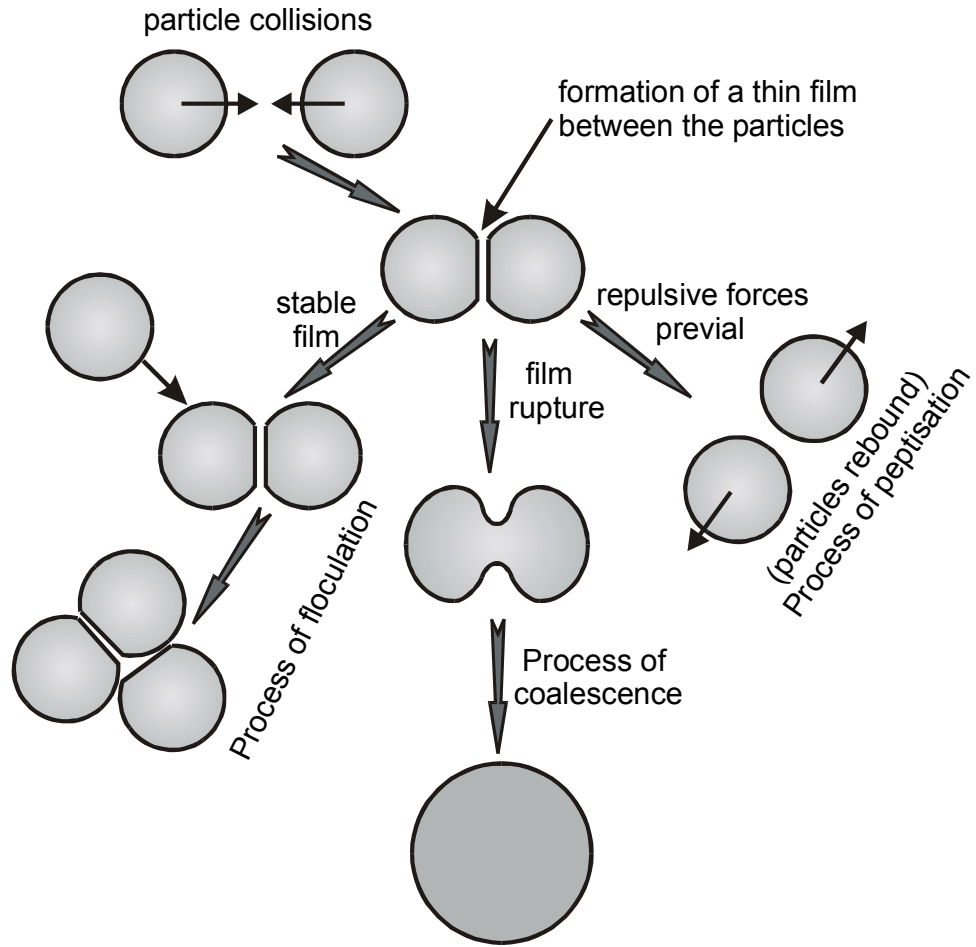 particle collisions
formation of a thin film
between the particles
stable
film
repulsive forces
previal
film
rupture
(particles rebound)
Process of peptisation
Process of floculation
Process of
coalescence